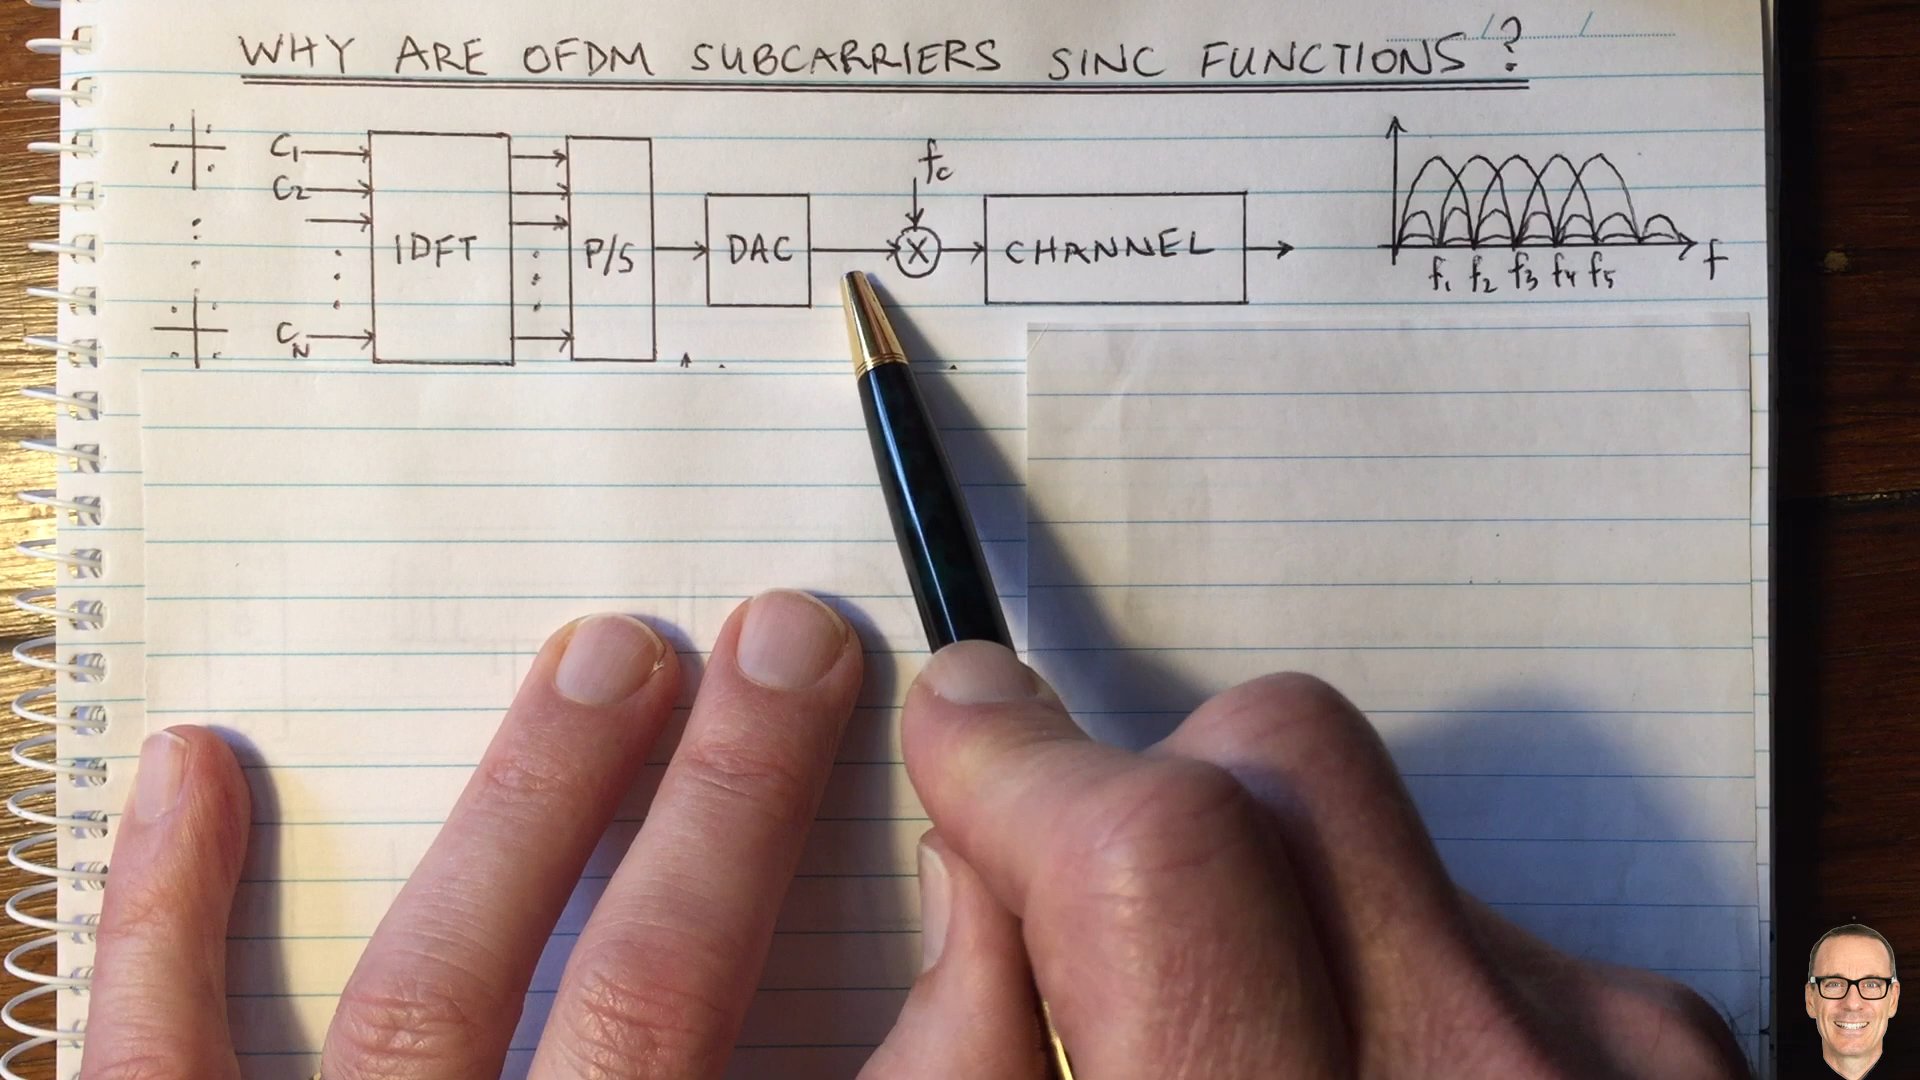 WHY ARE OFDM SUBCARRIERS SINC FUNCTIONS?
C1
C2
CN
IDFT
P/S
DAC
fc
X
CHANNEL
f1 f2 f3 f4 f5
f